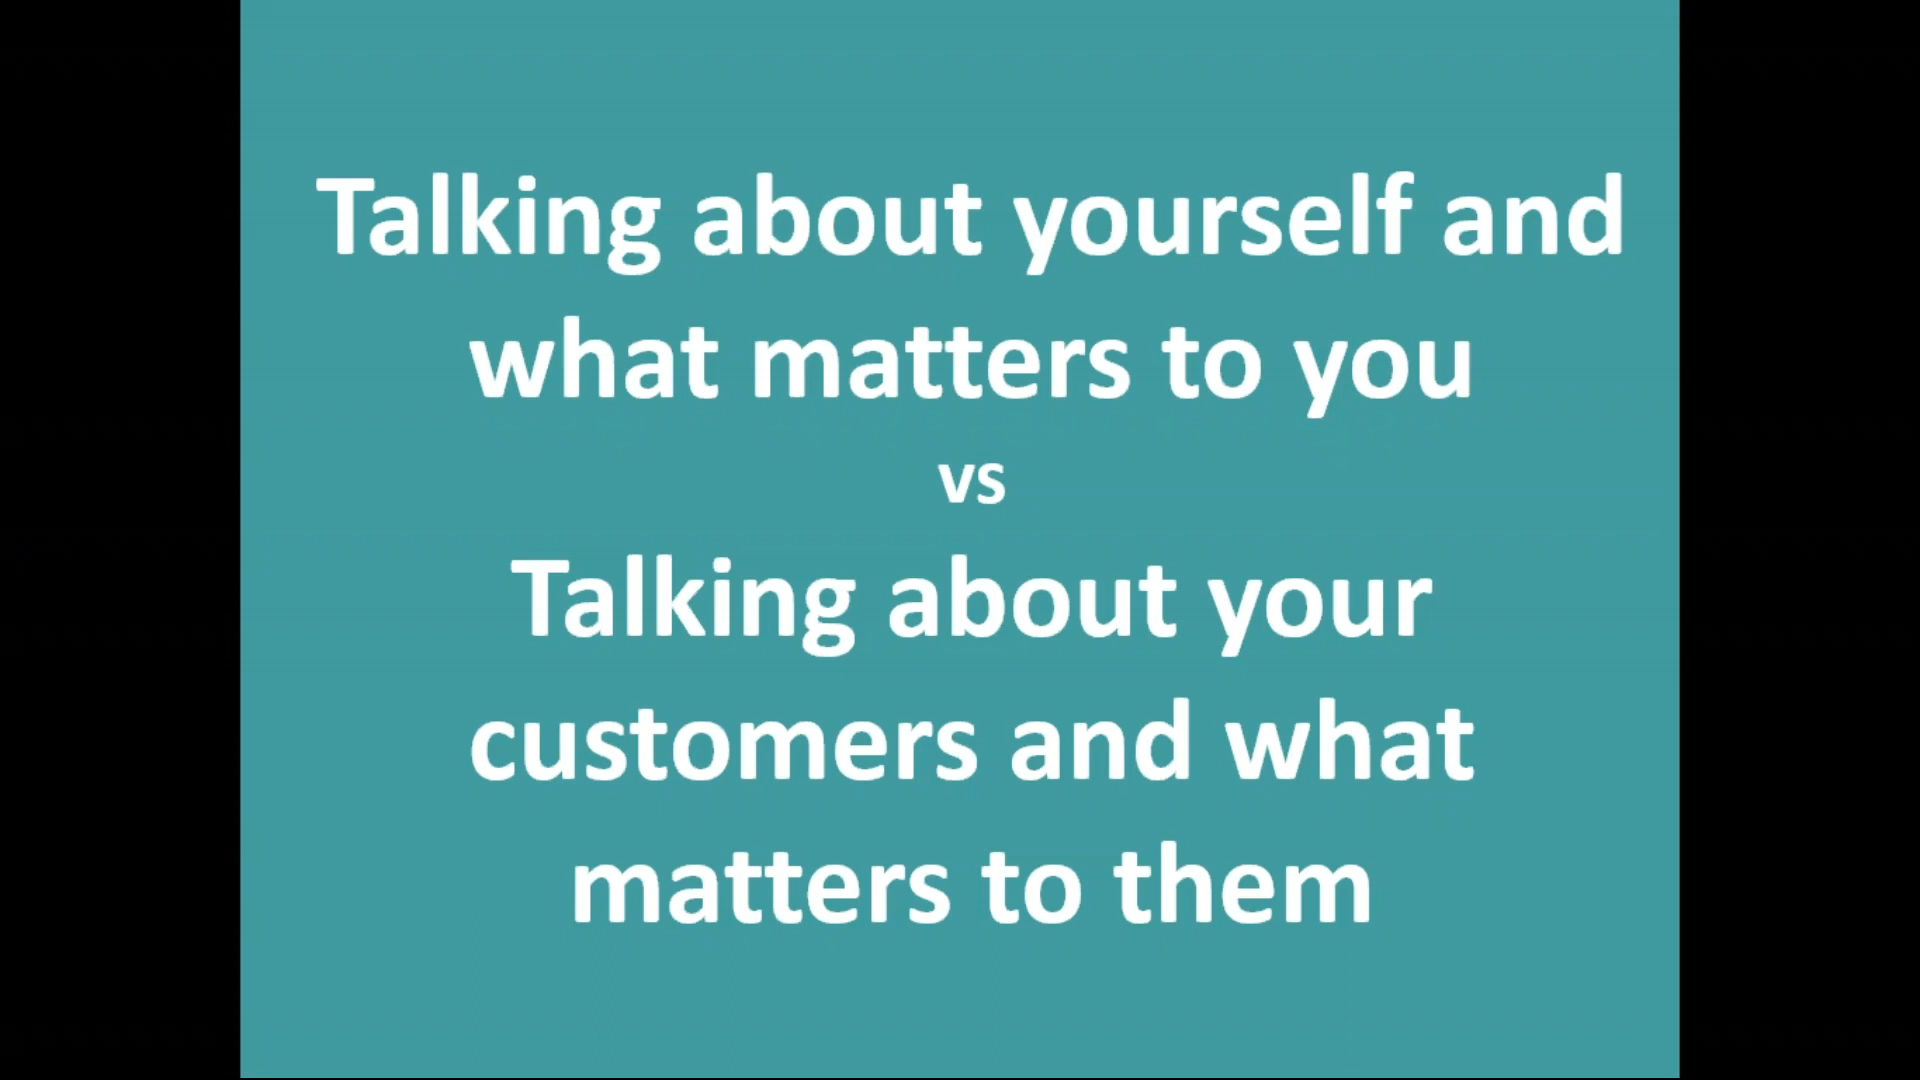 Talking about yourself and
what matters to you
vs
Talking about your
customers and what
matters to them